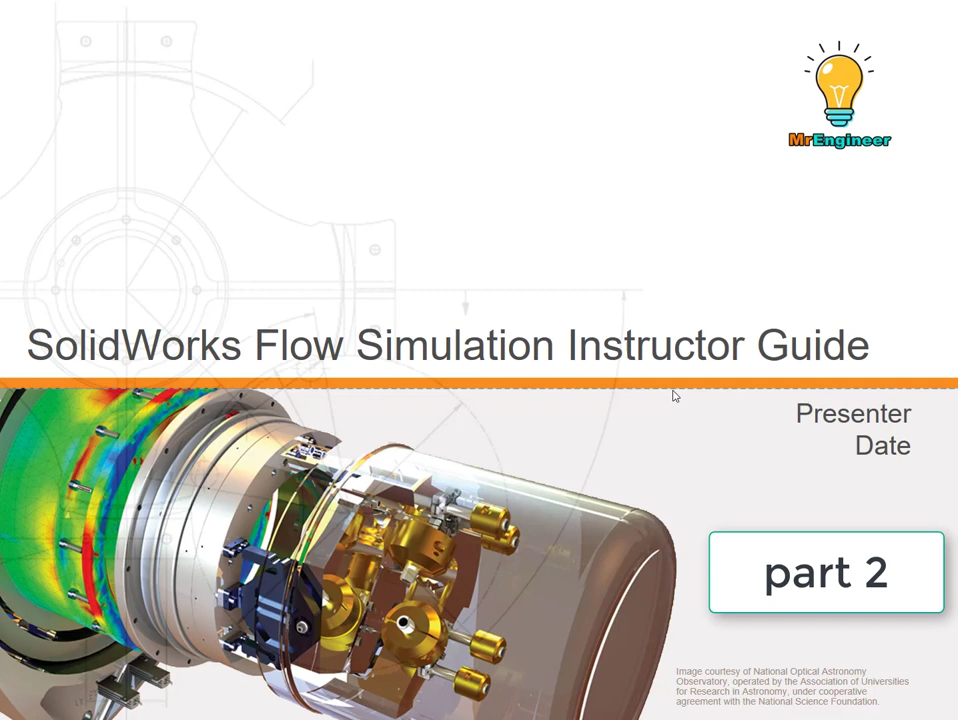 MrEngineer
SolidWorks Flow Simulation Instructor Guide
Presenter
Date
part 2
Image courtesy of National Optical Astronomy
Observatory, operated by the Association of Universities
for Research in Astronomy, under cooperative
agreement with the National Science Foundation.